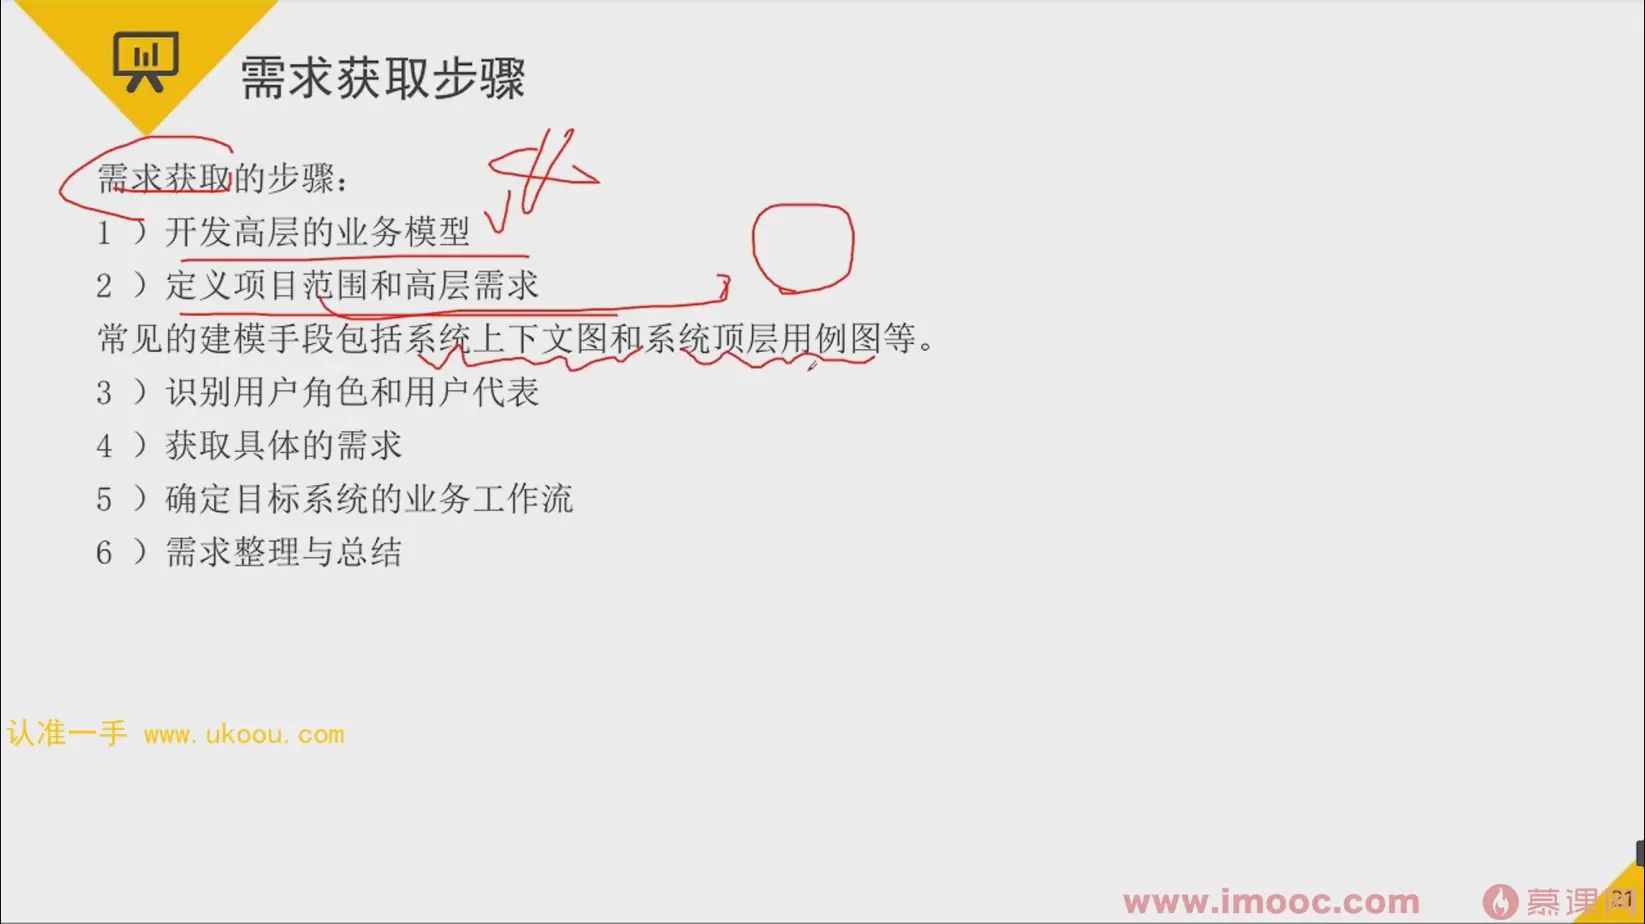 需求获取步骤
需求获取的步骤：
1 ）开发高层的业务模型
2 ）定义项目范围和高层需求
常见的建模手段包括系统上下文图和系统顶层用例图等。
3 ）识别用户角色和用户代表
4 ）获取具体的需求
5 ）确定目标系统的业务工作流
6 ）需求整理与总结
认准一手 www.ukoou.com
www.imooc.com 慕课网
21